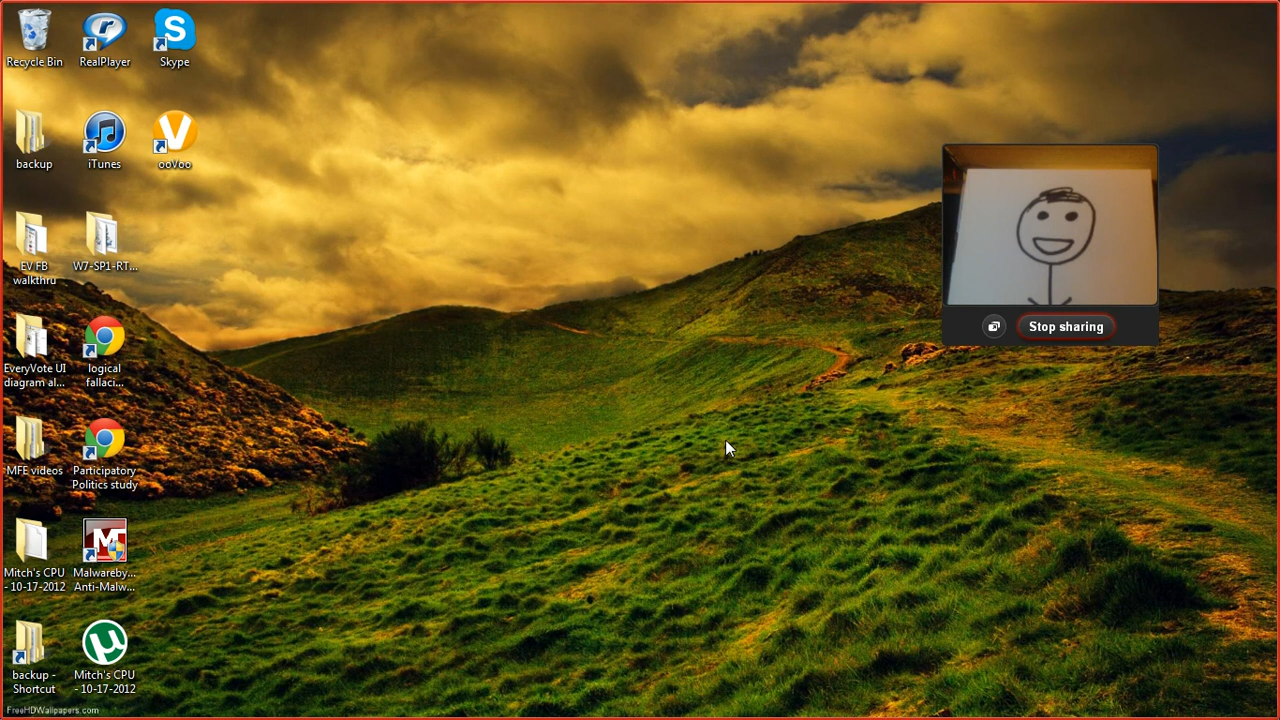 Recycle Bin
RealPlayer
Skype
backup
iTunes
ooVoo
EV FB
walkthru
W7-SP1-RT...
EveryVote UI
diagram al...
logical
fallaci...
MFE videos
Participatory
Politics study
Mitch's CPU
- 10-17-2012
Malwareby...
Anti-Malw...
backup -
Shortcut
Mitch's CPU
- 10-17-2012
Stop sharing
FreeHDWallpapers.com